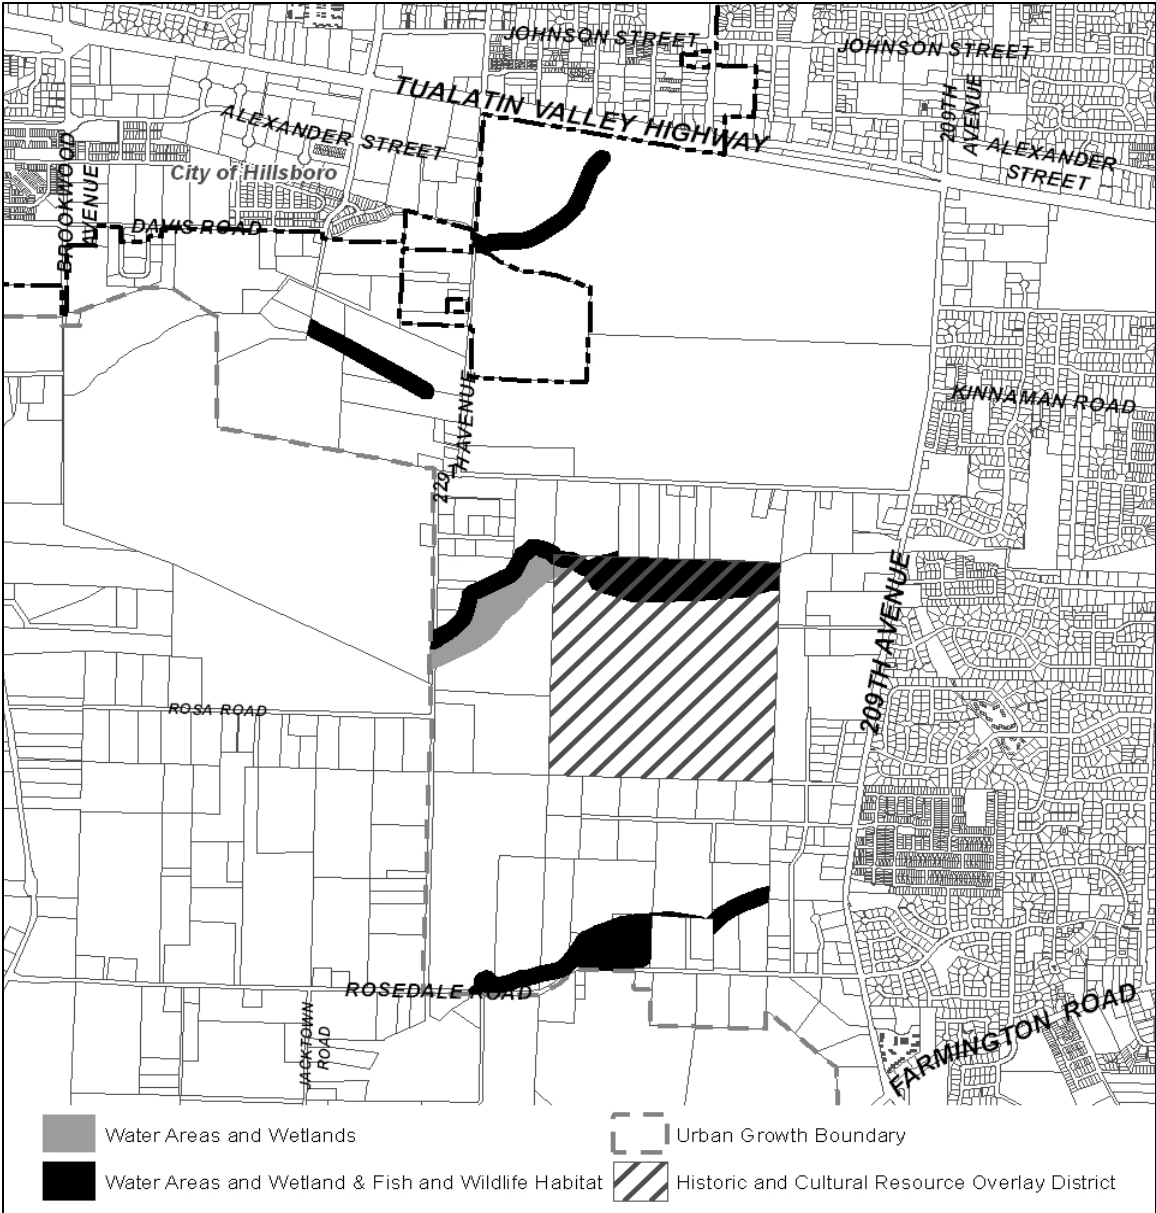 JOHNSON STREET
JOHNSON STREET
TUALATIN VALLEY HIGHWAY
209TH
AVENUE
ALEXANDER STREET
ALEXANDER
STREET
City of Hillsboro
BROOKWOOD
AVENUE
DAVIS ROAD
KINNAMAN ROAD
229TH AVENUE
209TH AVENUE
ROSA ROAD
ROSEDALE ROAD
JACKTOWN
ROAD
FARMINGTON ROAD
Water Areas and Wetlands
Urban Growth Boundary
Water Areas and Wetland & Fish and Wildlife Habitat
Historic and Cultural Resource Overlay District